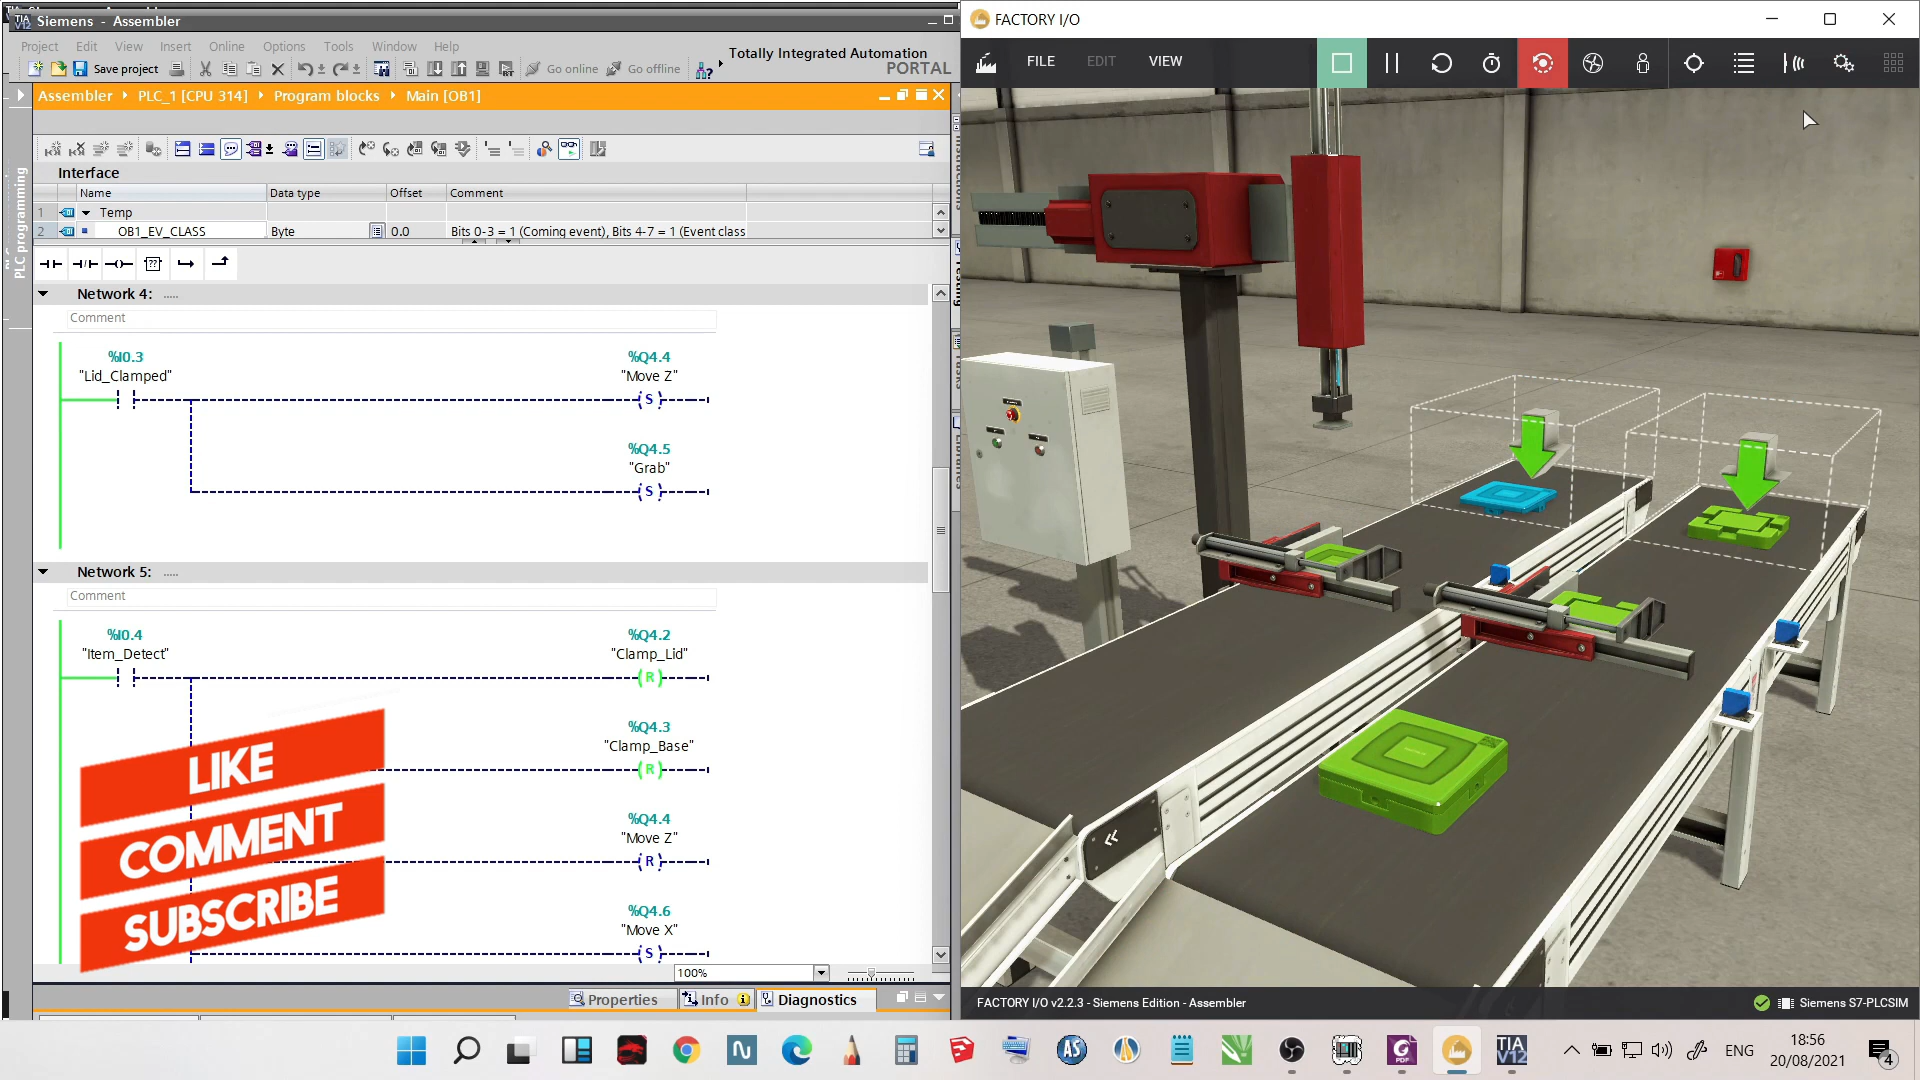 Siemens - Assembler
Project Edit View Insert Online Options Tools Window Help
Save project
Go online
Go offline
Totally Integrated Automation
PORTAL
Assembler PLC_1 [CPU 314] Program blocks Main [OB1]
PLC programming
Interface
Name Data type Offset Comment
1 Temp
2 OB1_EV_CLASS Byte 0.0 Bits 0-3 = 1 (Coming event), Bits 4-7 = 1 (Event class
Network 4: .....
Comment
%I0.3
"Lid_Clamped"
%Q4.4
"Move Z"
S
%Q4.5
"Grab"
S
Network 5: .....
Comment
%I0.4
"Item_Detect"
%Q4.2
"Clamp_Lid"
R
%Q4.3
"Clamp_Base"
R
%Q4.4
"Move Z"
R
%Q4.6
"Move X"
S
LIKE
COMMENT
SUBSCRIBE
100%
Properties Info Diagnostics
FACTORY I/O
FILE EDIT VIEW
FACTORY I/O v2.2.3 - Siemens Edition - Assembler
Siemens S7-PLCSIM
ENG
18:56
20/08/2021
4